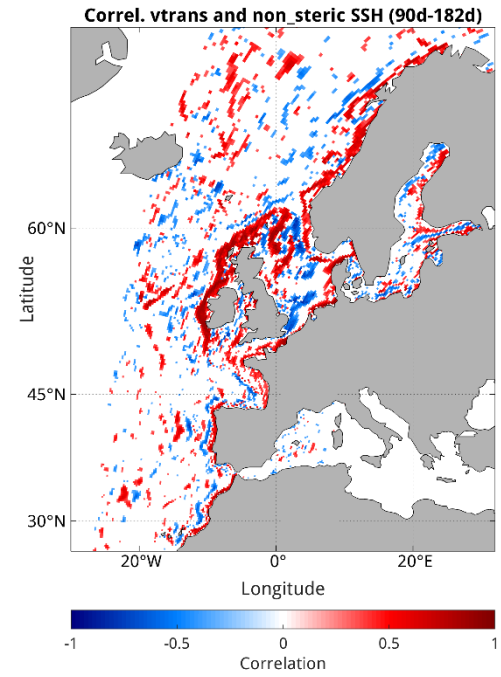 Correl. vtrans and non_steric SSH (90d-182d)
60°N
45°N
30°N
Latitude
20°W 0° 20°E
Longitude
-1 -0.5 0 0.5 1
Correlation